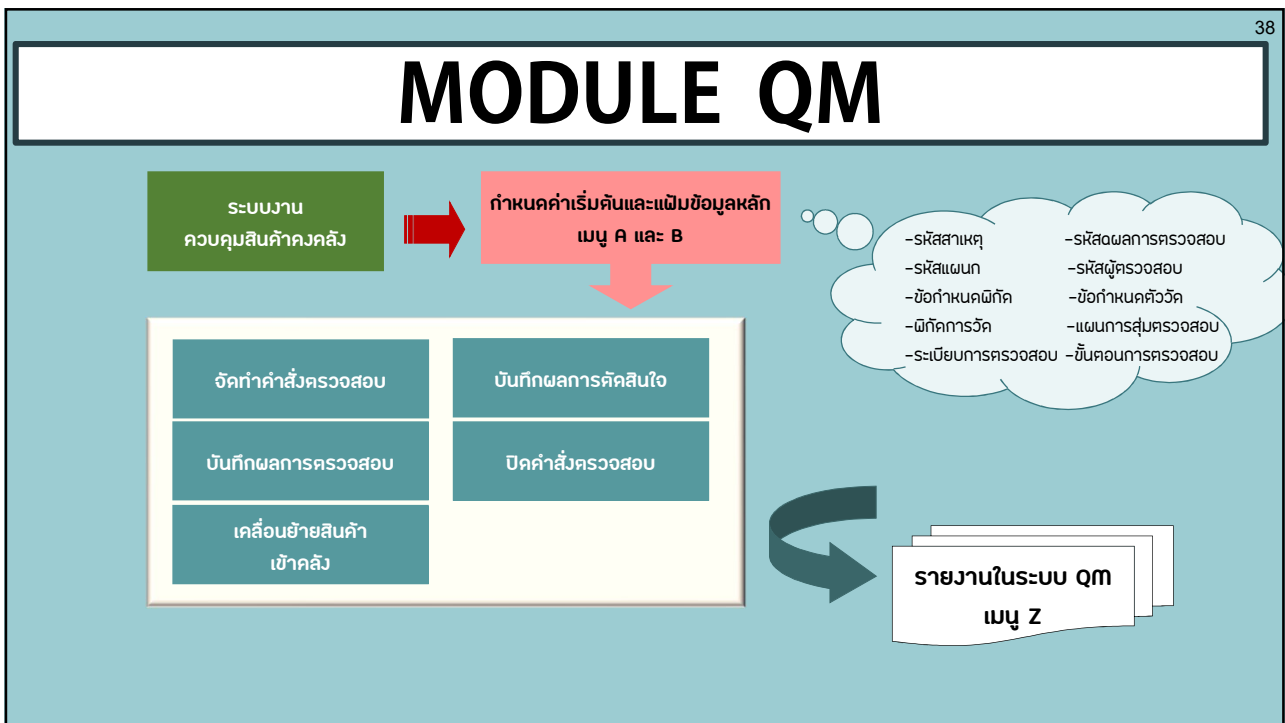 38
MODULE QM
ระบบงาน
ควบคุมสินค้าคงคลัง
กำหนดค่าเริ่มต้นและแฟ้มข้อมูลหลัก
เมนู A และ B
-รหัสสาเหตุ -รหัสดผลการตรวจสอบ
-รหัสแผนก -รหัสผู้ตรวจสอบ
-ข้อกำหนดพิกัด -ข้อกำหนดตัววัด
-พิกัดการวัด -แผนการสุ่มตรวจสอบ
-ระเบียบการตรวจสอบ -ขั้นตอนการตรวจสอบ
จัดทำคำสั่งตรวจสอบ
บันทึกผลการตัดสินใจ
บันทึกผลการตรวจสอบ
ปิดคำสั่งตรวจสอบ
เคลื่อนย้ายสินค้า
เข้าคลัง
รายงานในระบบ QM
เมนู Z